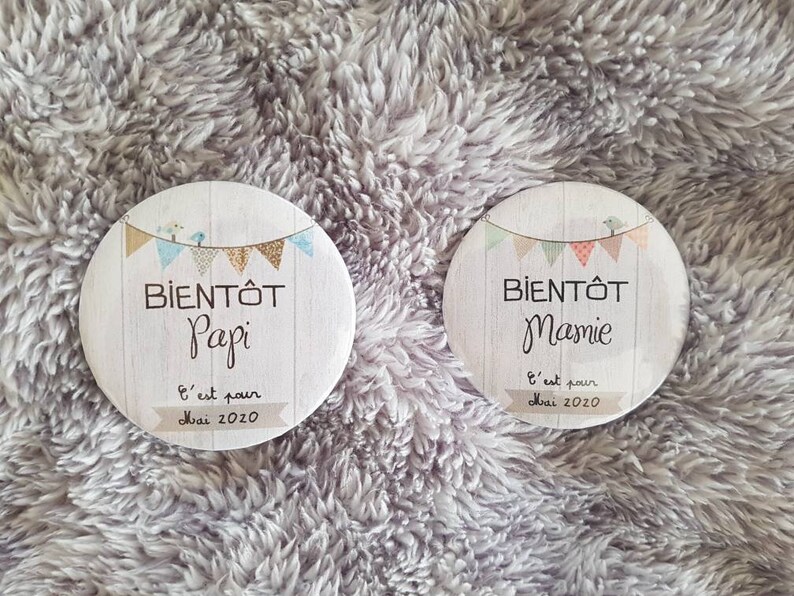 BIENTÔT
Papi
C'est pour
Mai 2020
BIENTÔT
Mamie
C'est pour
Mai 2020